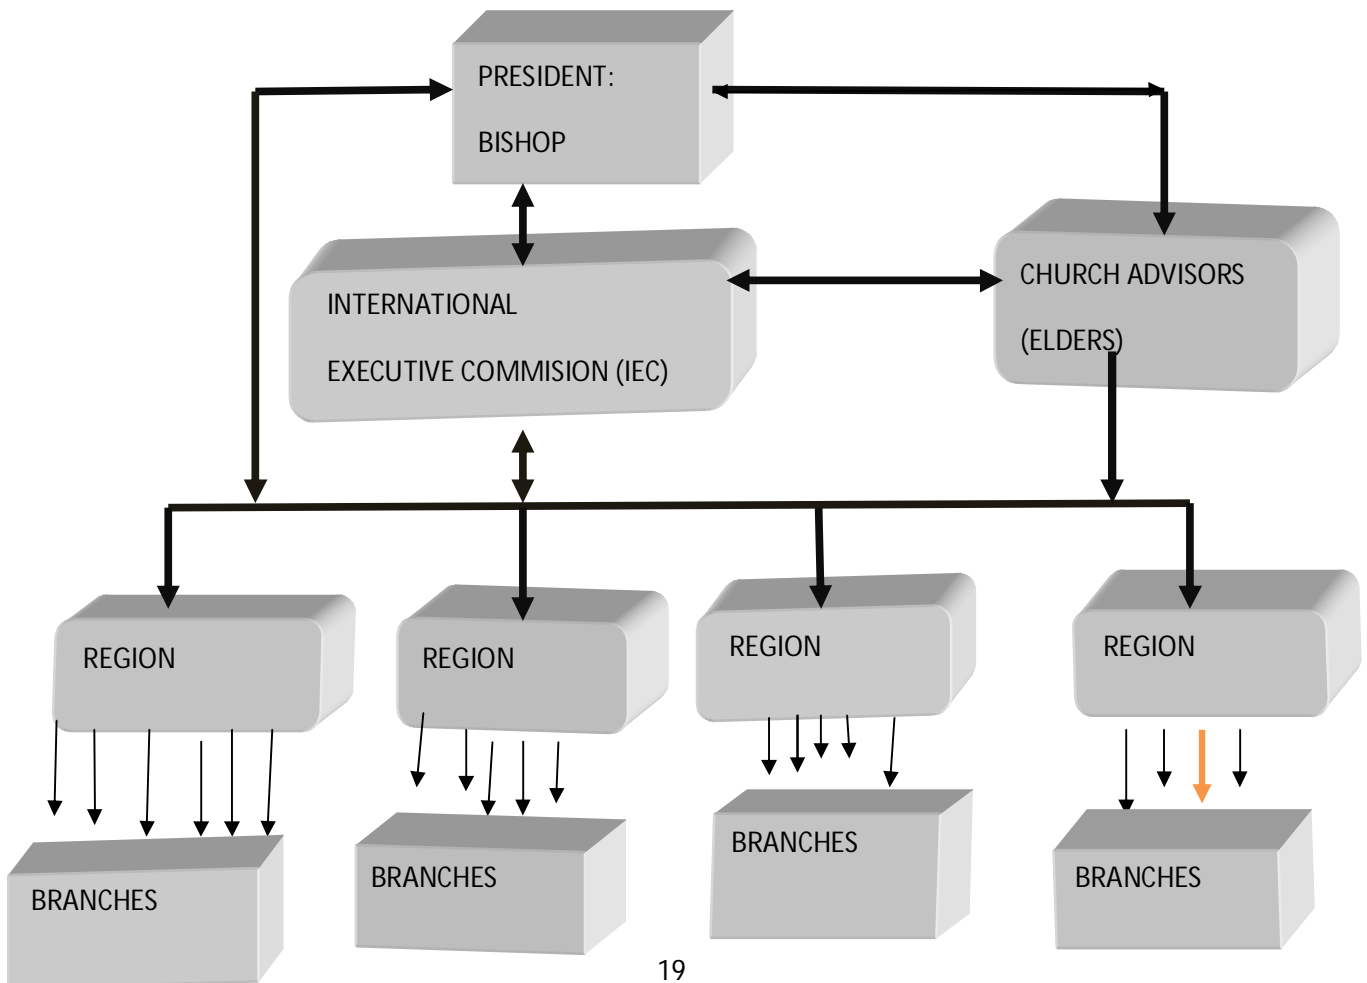 PRESIDENT:
BISHOP
CHURCH ADVISORS
(ELDERS)
INTERNATIONAL
EXECUTIVE COMMISION (IEC)
REGION
REGION
REGION
REGION
BRANCHES
BRANCHES
BRANCHES
BRANCHES
19